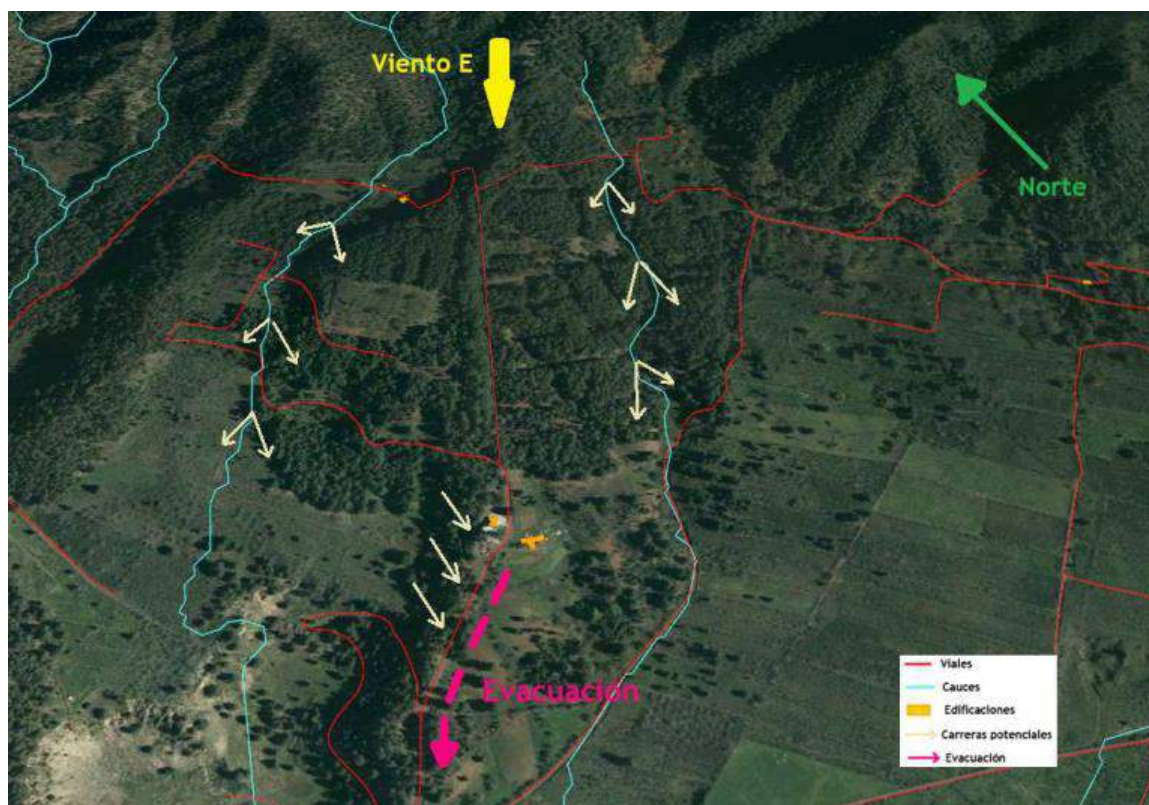 Viento E
Norte
Evacuación
Viales
Cauces
Edificaciones
Carreras potenciales
Evacuación